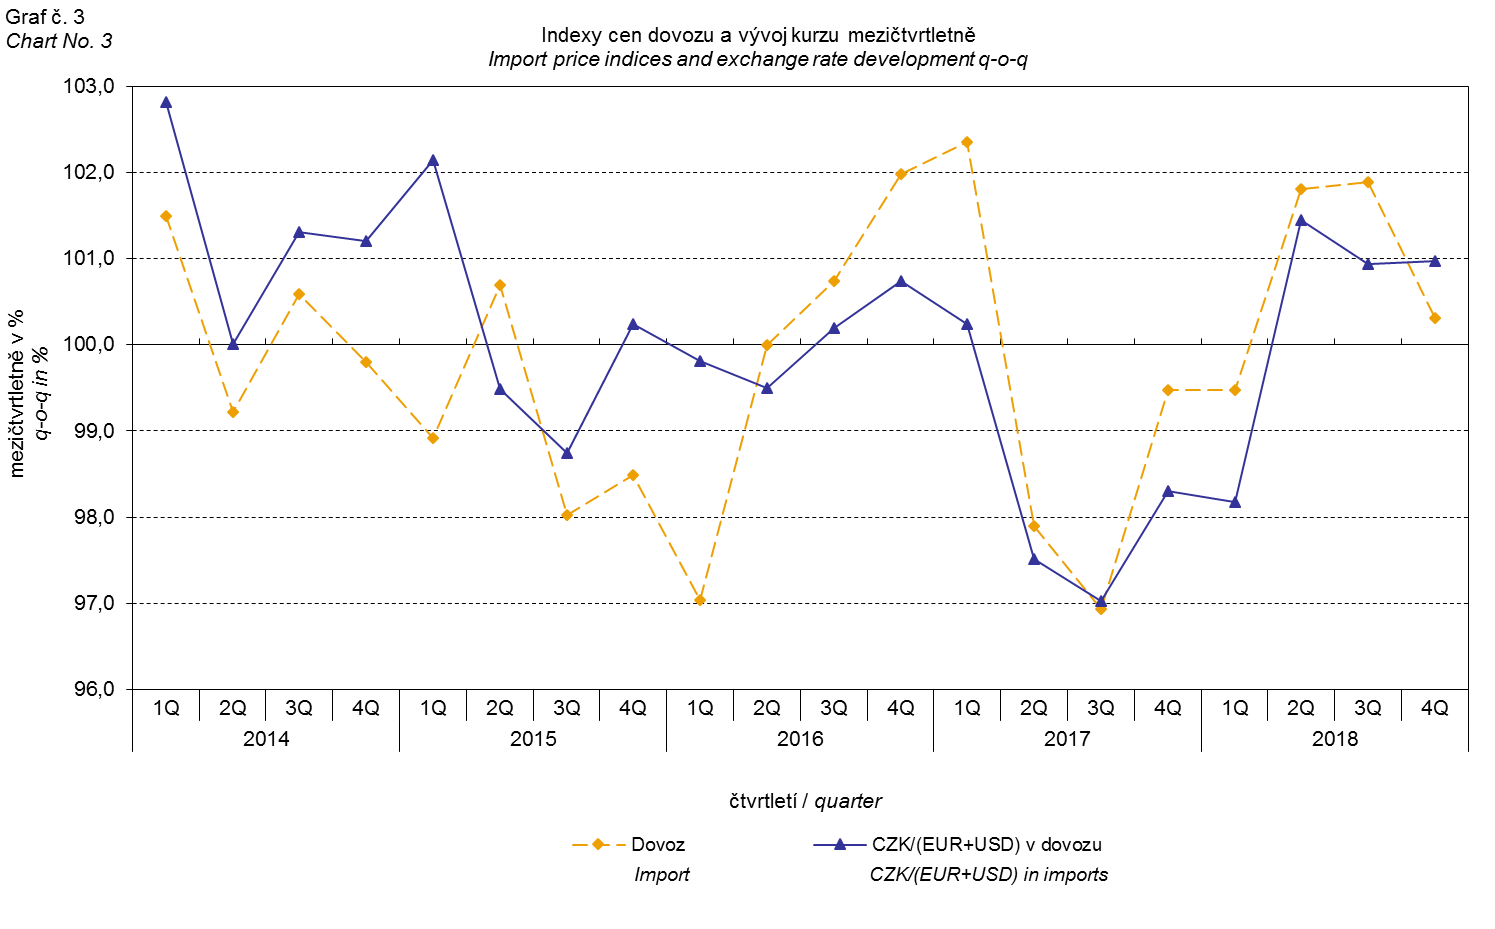 Graf č. 3
Chart No. 3
Indexy cen dovozu a vývoj kurzu mezičtvrtletně
Import price indices and exchange rate development q-o-q
mezičtvrtletně v %
q-o-q in %
103,0
102,0
101,0
100,0
99,0
98,0
97,0
96,0
1Q 2Q 3Q 4Q 1Q 2Q 3Q 4Q 1Q 2Q 3Q 4Q 1Q 2Q 3Q 4Q 1Q 2Q 3Q 4Q
2014 2015 2016 2017 2018
čtvrtletí / quarter
Dovoz CZK/(EUR+USD) v dovozu
Import CZK/(EUR+USD) in imports